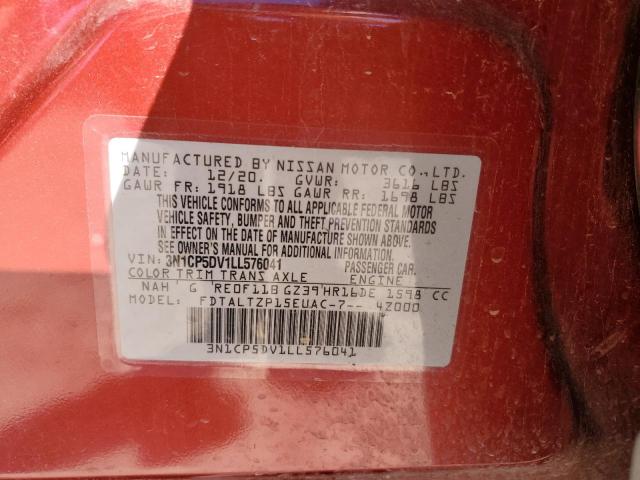 MANUFACTURED BY NISSAN MOTOR CO., LTD.
DATE: 12/20. GVWR: 3616 LBS
GAWR FR: 1918 LBS GAWR RR: 1698 LBS
THIS VEHICLE CONFORMS TO ALL APPLICABLE FEDERAL MOTOR
VEHICLE SAFETY, BUMPER AND THEFT PREVENTION STANDARDS
IN EFFECT ON THE DATE OF MANUFACTURE SHOWN ABOVE.
SEE OWNER'S MANUAL FOR ADDITIONAL INFORMATION.
VIN: 3N1CP5DV1LL576041 PASSENGER CAR.
COLOR TRIM TRANS AXLE ENGINE
NAH G RE0F11B GZ39 HR16DE 1598 CC
MODEL: FDTALTZP15EUAC-7-- 4Z000
3N1CP5DV1LL576041